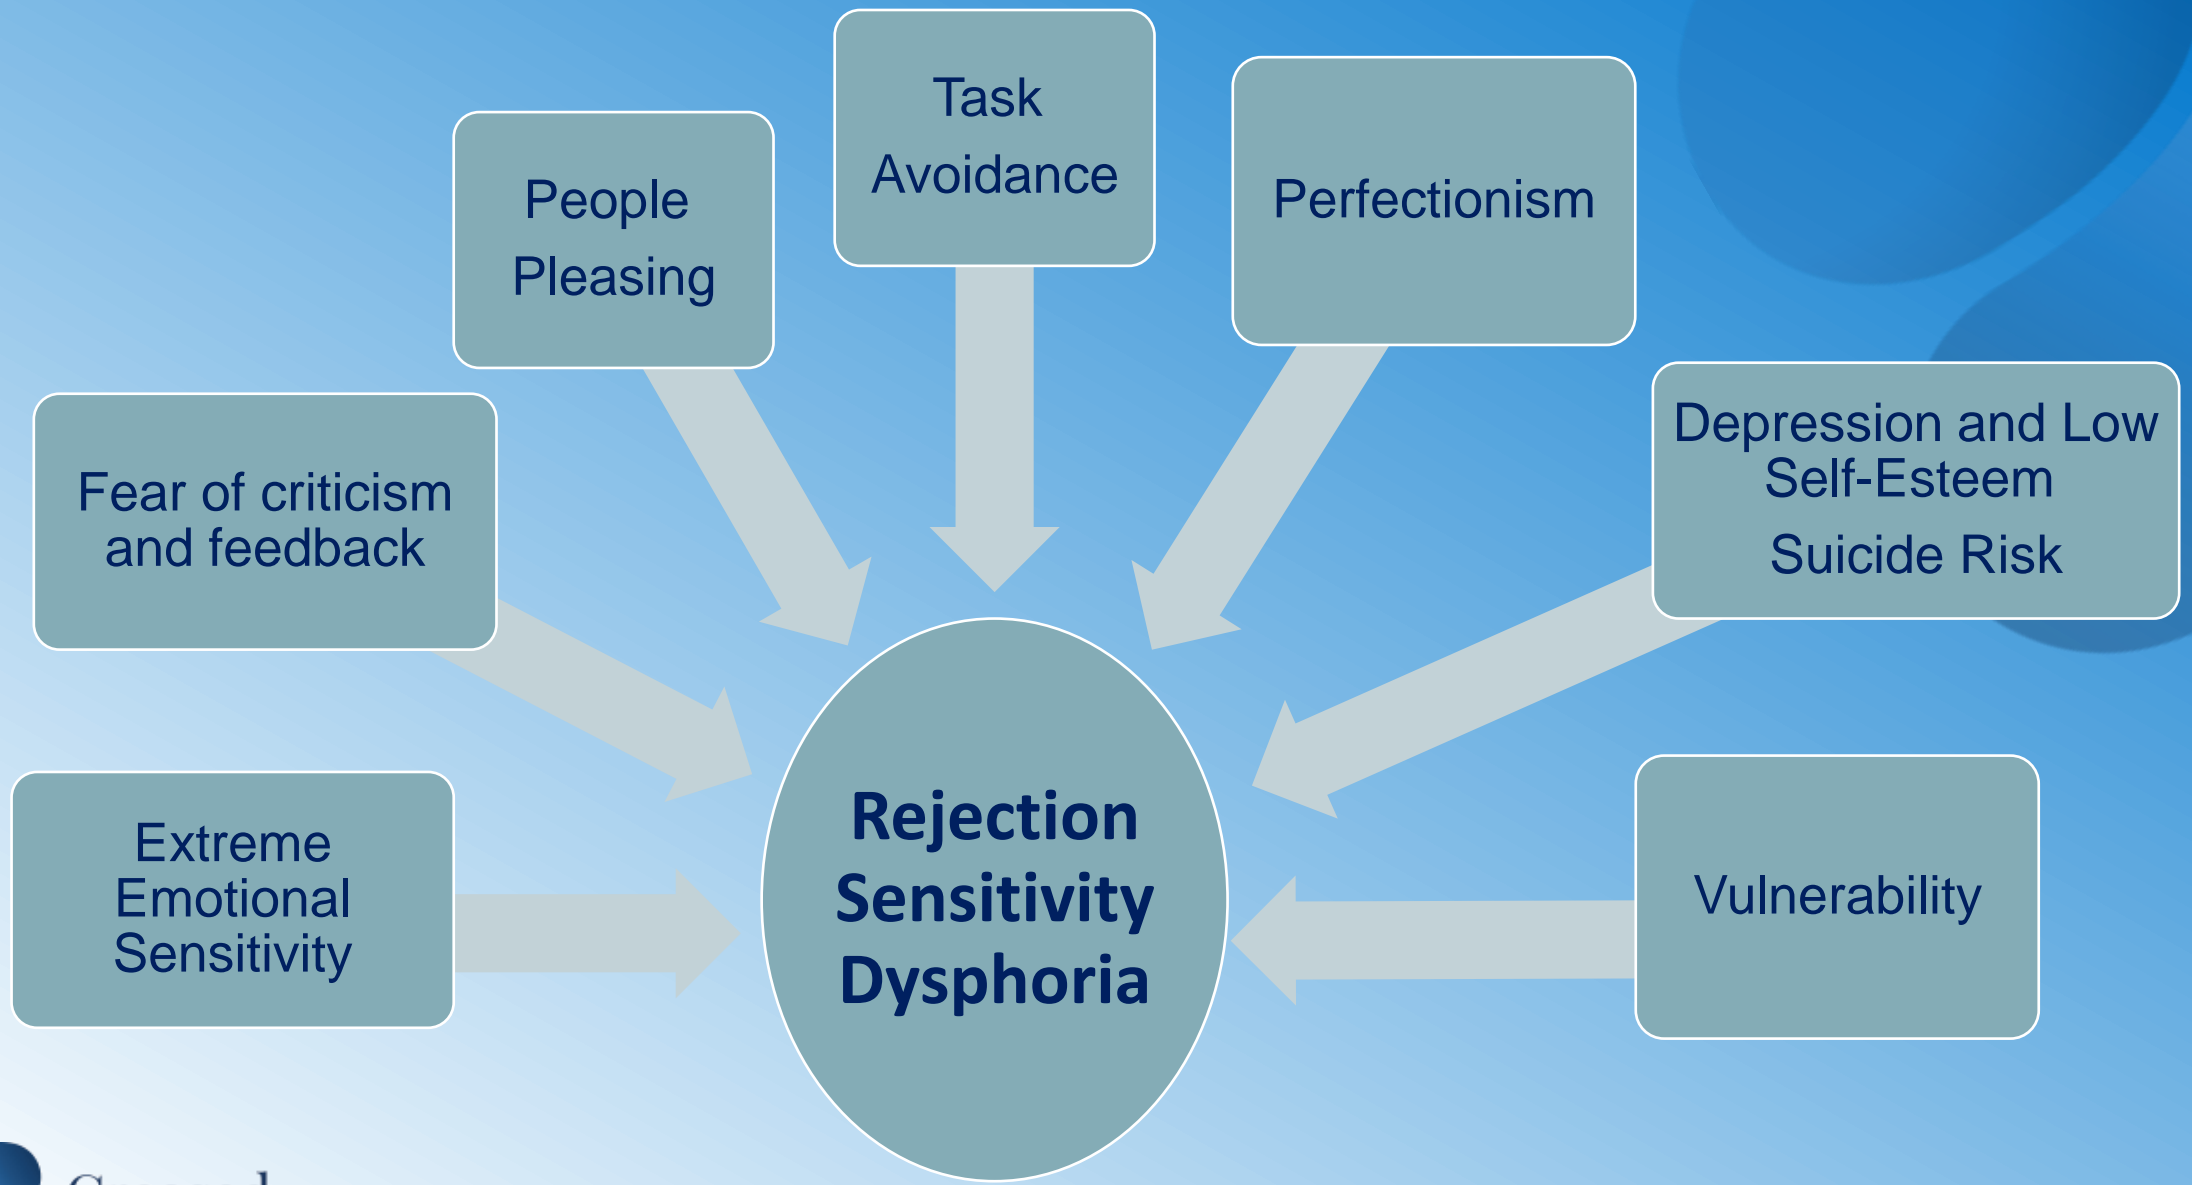 Task
Avoidance
People
Pleasing
Perfectionism
Fear of criticism
and feedback
Depression and Low
Self-Esteem
Suicide Risk
Extreme
Emotional
Sensitivity
Rejection
Sensitivity
Dysphoria
Vulnerability